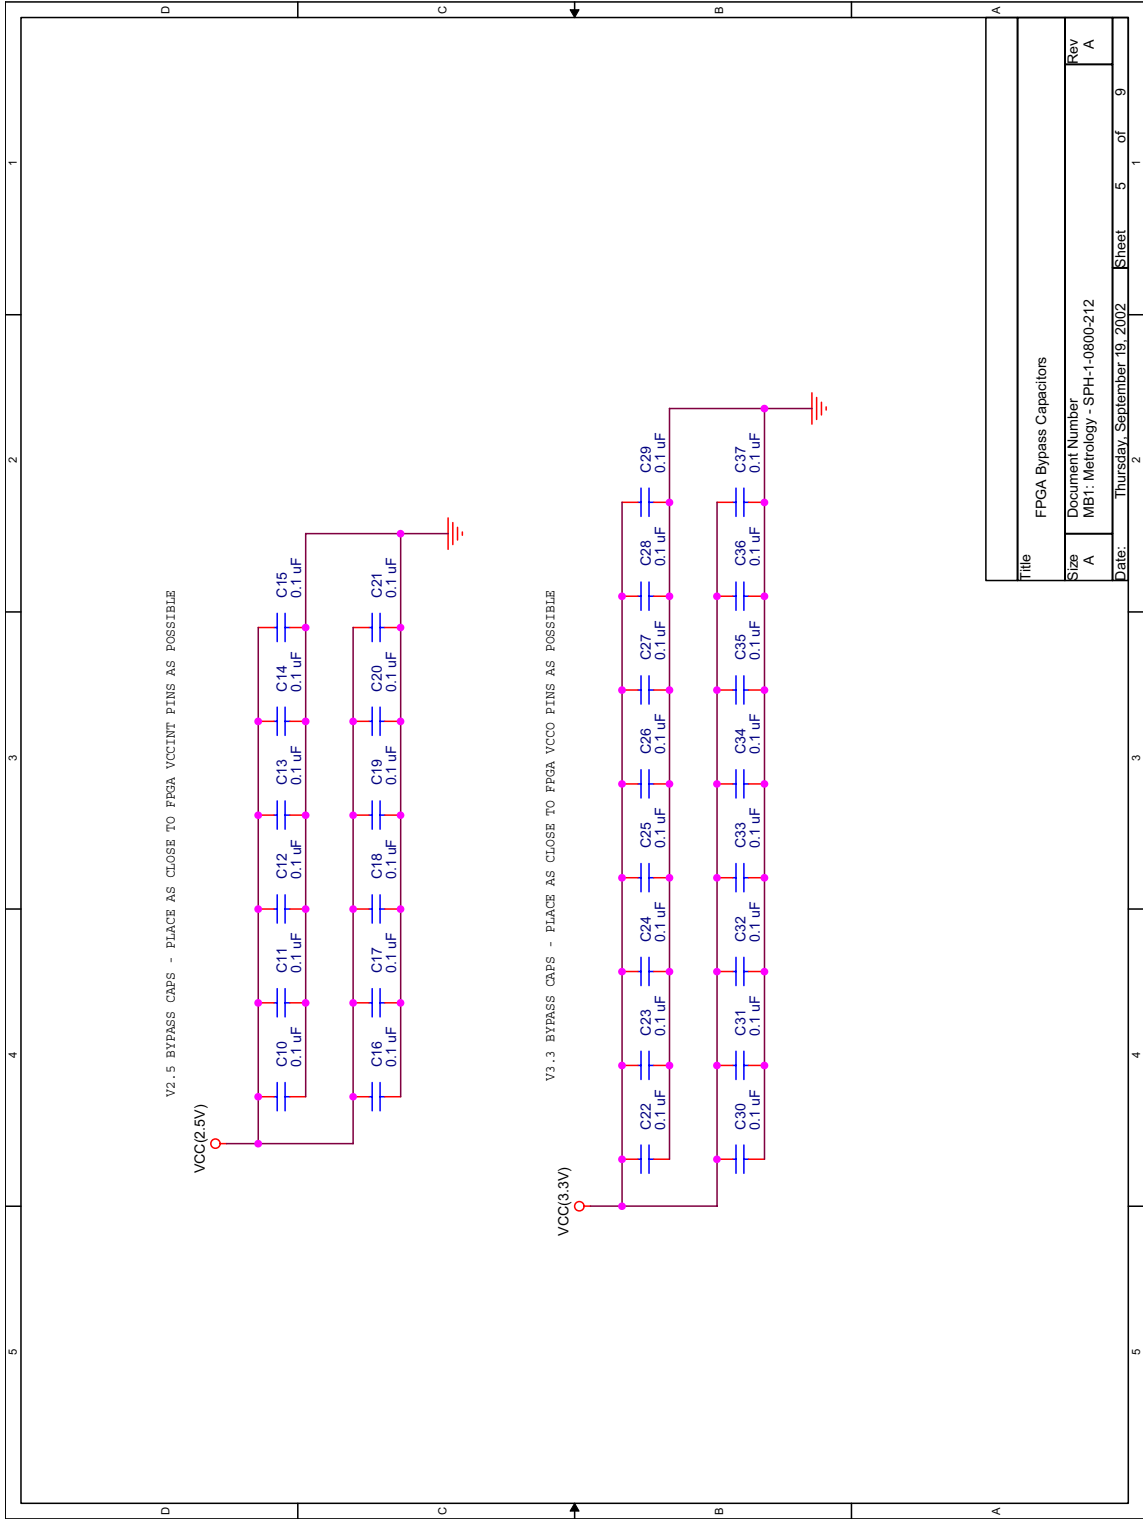 5
4
3
2
1
D
D
V2.5 BYPASS CAPS - PLACE AS CLOSE TO FPGA VCCINT PINS AS POSSIBLE
VCC(2.5V)
C10
0.1 uF
C11
0.1 uF
C12
0.1 uF
C13
0.1 uF
C14
0.1 uF
C15
0.1 uF
C16
0.1 uF
C17
0.1 uF
C18
0.1 uF
C19
0.1 uF
C20
0.1 uF
C21
0.1 uF
C
C
V3.3 BYPASS CAPS - PLACE AS CLOSE TO FPGA VCCO PINS AS POSSIBLE
VCC(3.3V)
C22
0.1 uF
C23
0.1 uF
C24
0.1 uF
C25
0.1 uF
C26
0.1 uF
C27
0.1 uF
C28
0.1 uF
C29
0.1 uF
C30
0.1 uF
C31
0.1 uF
C32
0.1 uF
C33
0.1 uF
C34
0.1 uF
C35
0.1 uF
C36
0.1 uF
C37
0.1 uF
B
B
A
A
Title
FPGA Bypass Capacitors
Size
A
Document Number
MB1: Metrology - SPH-1-0800-212
Rev
A
Date: Thursday, September 19, 2002 Sheet 5 of 9
5
4
3
2
1